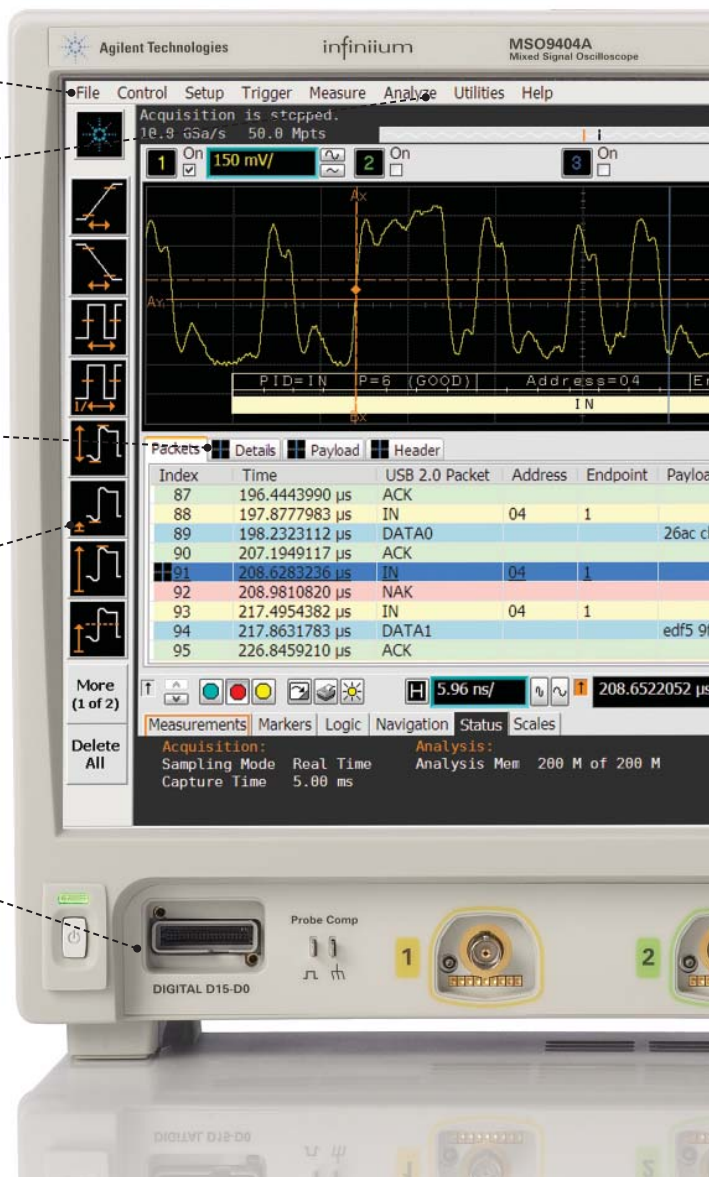 Agilent Technologies infiniium MSO9404A
Mixed Signal Oscilloscope
File Control Setup Trigger Measure Analyze Utilities Help
Acquisition is stopped.
GSa/s 50.0 Mpts
1 On 150 mV/ 2 On 3 On
Ax
PID=IN P=6 (GOOD) Address=04
IN
Bx
Packets Details Payload Header
Index Time USB 2.0 Packet Address Endpoint
87 196.4443990 µs ACK
88 197.8777983 µs IN 04 1
89 198.2323112 µs DATA0 26ac
90 207.1949117 µs ACK
91 208.6283236 µs IN 04 1
92 208.9810820 µs NAK
93 217.4954382 µs IN 04 1
94 217.8631783 µs DATA1 edf5
95 226.8459210 µs ACK
More
(1 of 2)
H 5.96 ns/ 208.6522052 µs
Measurements Markers Logic Navigation Status Scales
Delete
All
Acquisition: Analysis:
Sampling Mode Real Time Analysis Mem 200 M of 200 M
Capture Time 5.00 ms
Probe Comp
1 2
DIGITAL D15-D0